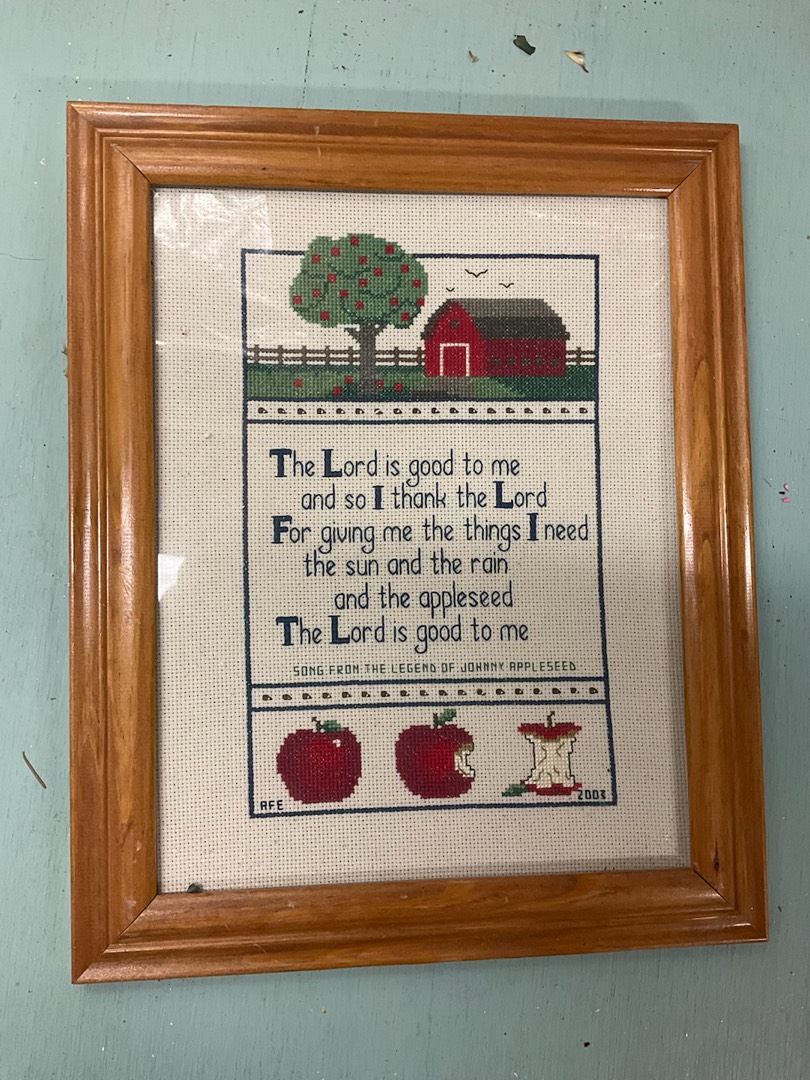 The Lord is good to me
and so I thank the Lord
For giving me the things I need
the sun and the rain
and the appleseed
The Lord is good to me
SONG FROM THE LEGEND OF JOHNNY APPLESEED
AFE 2003